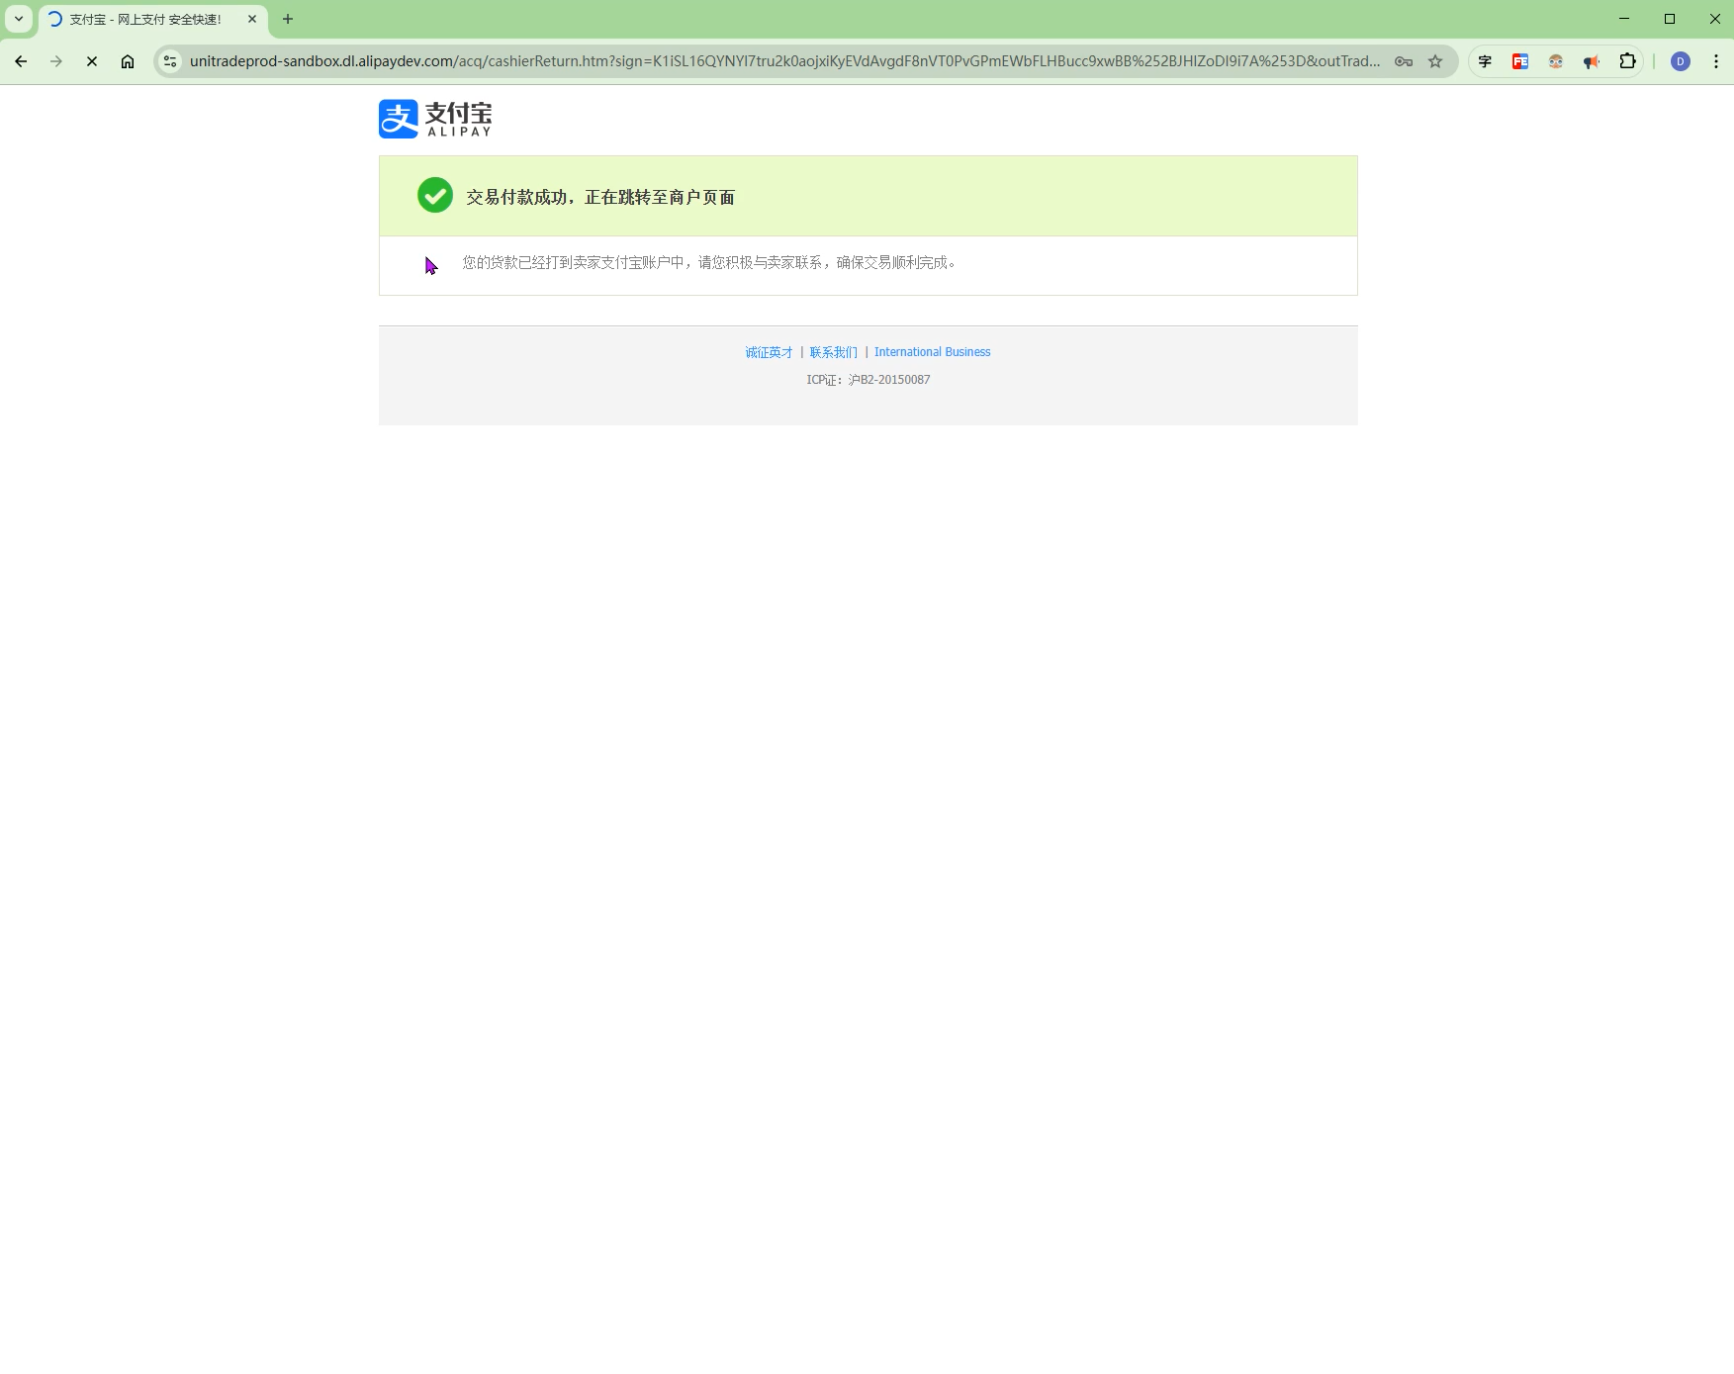 支付宝 - 网上支付 安全快速!
unitradeprod-sandbox.dl.alipaydev.com/acq/cashierReturn.htm?sign=K1iSL16QYNYI7tru2k0aojxiKyEVdAvgdF8nVT0PvGPmEWbFLHBucc9xwBB%252BJHIZoDI9i7A%253D&outTrad...
字
D
支 支付宝
ALIPAY
交易付款成功，正在跳转至商户页面
您的货款已经打到卖家支付宝账户中，请您积极与卖家联系，确保交易顺利完成。
诚征英才 | 联系我们 | International Business
ICP证：沪B2-20150087